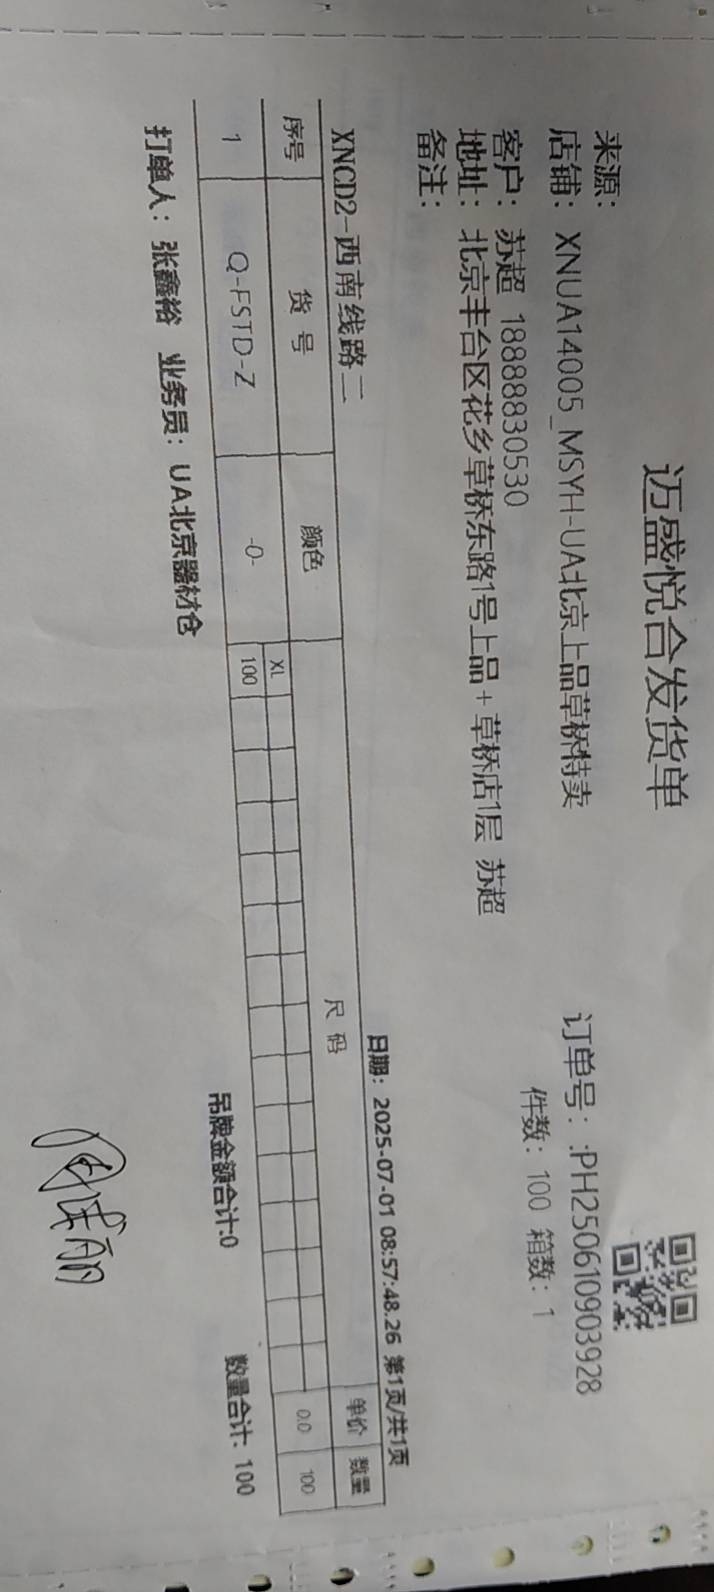 迈盛悦合发货单
来源：
店铺： XNUA14005_MSYH-UA北京上品草桥特卖
订单号：:PH250610903928
客户： 苏超 18888830530
件数：100 箱数：1
地址： 北京丰台区花乡草桥东路1号上品+草桥店1层 苏超
备注：
XNCD2-西南线路二
日期：2025-07-01 08:57:48.26 第1页/共1页
序号 货号 颜色 尺码 单价 数量
XL
1 Q-FSTD-Z -0- 100 0.0 100
吊牌金额合计:0 数量合计: 100
打单人：张鑫裕 业务员：UA北京器材仓